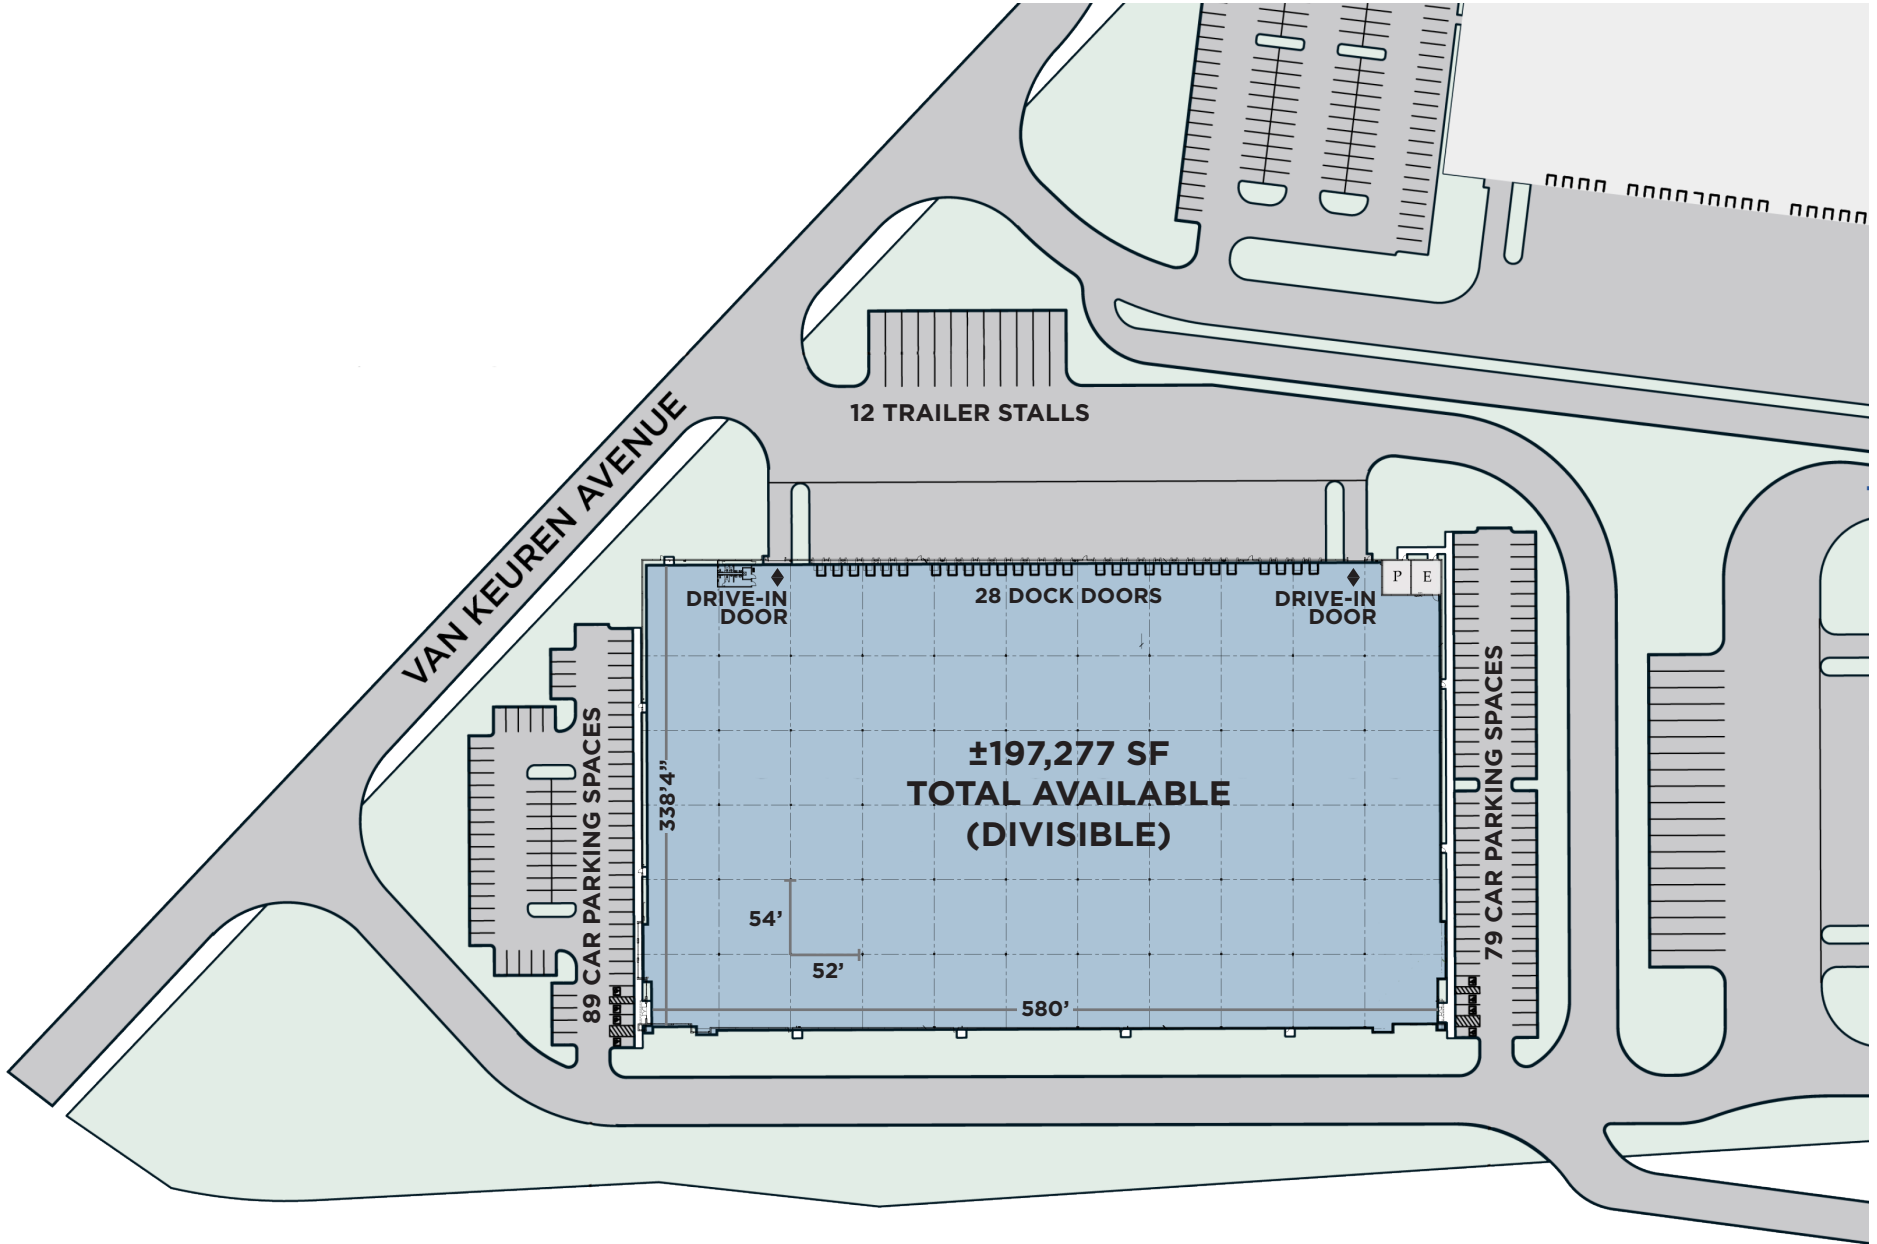 12 TRAILER STALLS
VAN KEUREN AVENUE
P E
DRIVE-IN
DOOR
28 DOCK DOORS
DRIVE-IN
DOOR
89 CAR PARKING SPACES
338’4”
±197,277 SF
TOTAL AVAILABLE
(DIVISIBLE)
79 CAR PARKING SPACES
54’
52’
580’